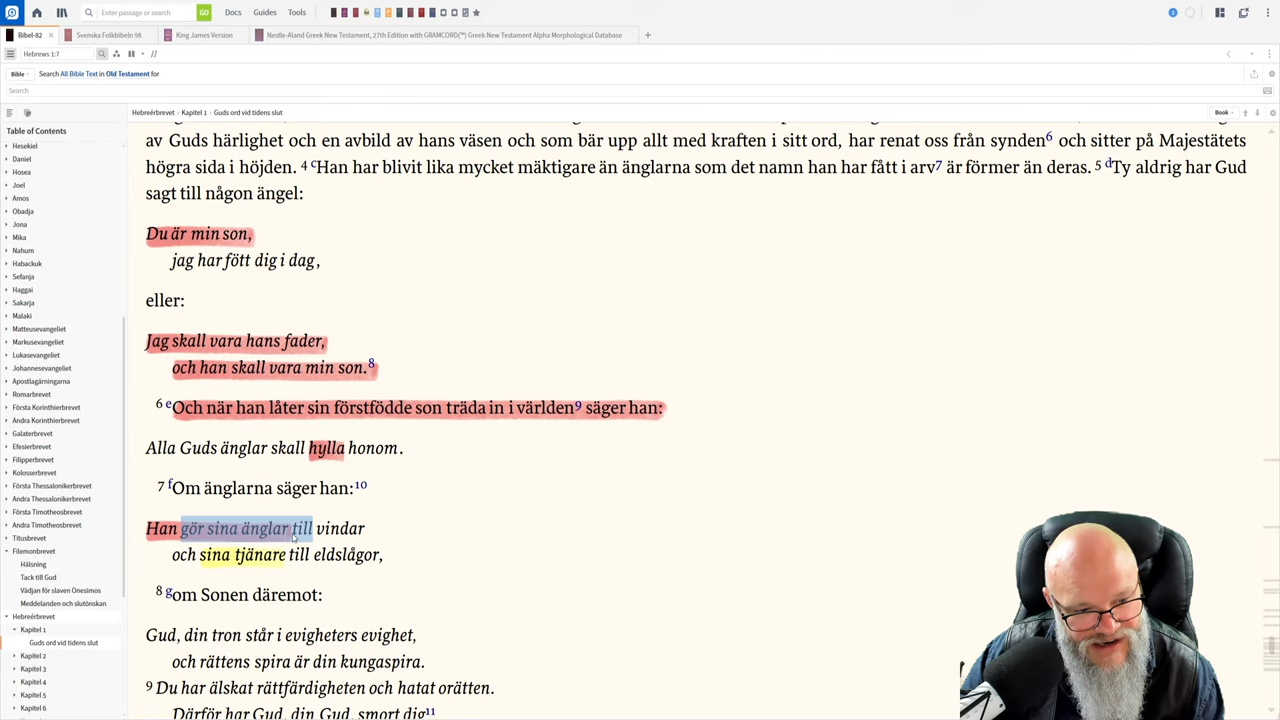 Enter passage or search
GO
Docs
Guides
Tools
2
Bibel-82
Svenska Folkbibeln 98
King James Version
Nestle-Aland Greek New Testament, 27th Edition with GRAMCORD(™) Greek New Testament Alpha Morphological Database
Hebrews 1:7
Bible
Search All Bible Text in Old Testament for
Search
Hebréerbrevet › Kapitel 1 › Guds ord vid tidens slut
Book
Table of Contents
Hesekiel
Daniel
Hosea
Joel
Amos
Obadja
Jona
Mika
Nahum
Habackuk
Sefanja
Haggai
Sakarja
Malaki
Matteusevangeliet
Markusevangeliet
Lukasevangeliet
Johannesevangeliet
Apostlagärningarna
Romarbrevet
Första Korinthierbrevet
Andra Korinthierbrevet
Galaterbrevet
Efesierbrevet
Filipperbrevet
Kolosserbrevet
Första Thessalonikerbrevet
Andra Thessalonikerbrevet
Första Timotheosbrevet
Andra Timotheosbrevet
Titusbrevet
Filemonbrevet
Hälsning
Tack till Gud
Vädjan för slaven Onesimos
Meddelanden och slutönskan
Hebreérbrevet
Kapitel 1
Guds ord vid tidens slut
Kapitel 2
Kapitel 3
Kapitel 4
Kapitel 5
Kapitel 6
av Guds härlighet och en avbild av hans väsen och som bär upp allt med kraften i sitt ord, har renat oss från synden6 och sitter på Majestätets
högra sida i höjden. 4 cHan har blivit lika mycket mäktigare än änglarna som det namn han har fått i arv7 är förmer än deras. 5 dTy aldrig har Gud
sagt till någon ängel:
Du är min son,
jag har fött dig i dag,
eller:
Jag skall vara hans fader,
och han skall vara min son.8
6 eOch när han låter sin förstfödde son träda in i världen9 säger han:
Alla Guds änglar skall hylla honom.
7 fOm änglarna säger han:10
Han gör sina änglar till vindar
och sina tjänare till eldslågor,
8 gom Sonen däremot:
Gud, din tron står i evigheters evighet,
och rättens spira är din kungaspira.
9 Du har älskat rättfärdigheten och hatat orätten.
Därför har Gud, din Gud, smort dig11